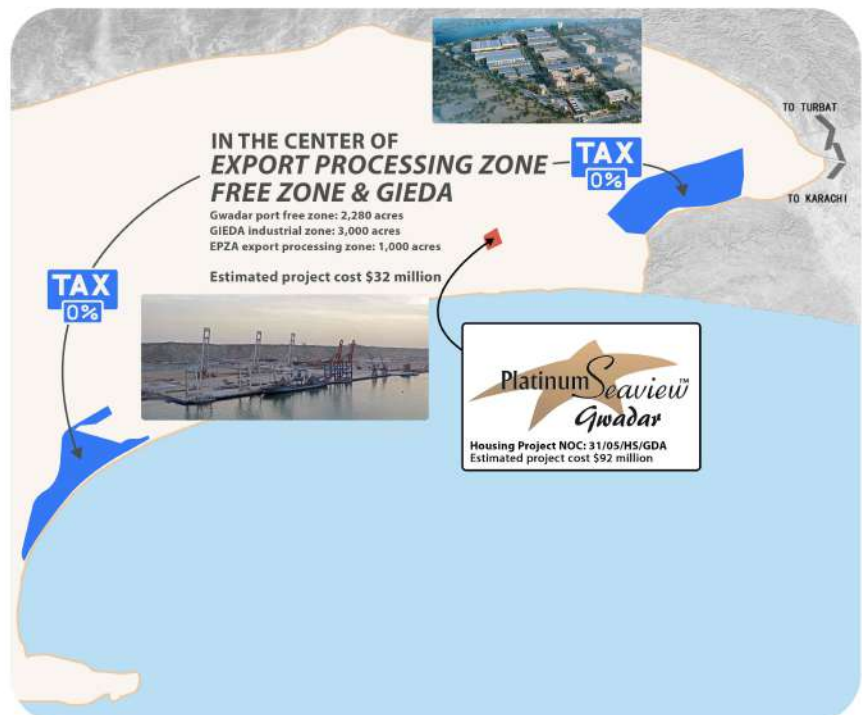 TO TURBAT
IN THE CENTER OF
EXPORT PROCESSING ZONE
FREE ZONE & GIEDA
TAX
0%
TO KARACHI
Gwadar port free zone: 2,280 acres
GIEDA industrial zone: 3,000 acres
EPZA export processing zone: 1,000 acres
Estimated project cost $32 million
TAX
0%
Platinum Seaview™
Gwadar
Housing Project NOC: 31/05/HS/GDA
Estimated project cost $92 million